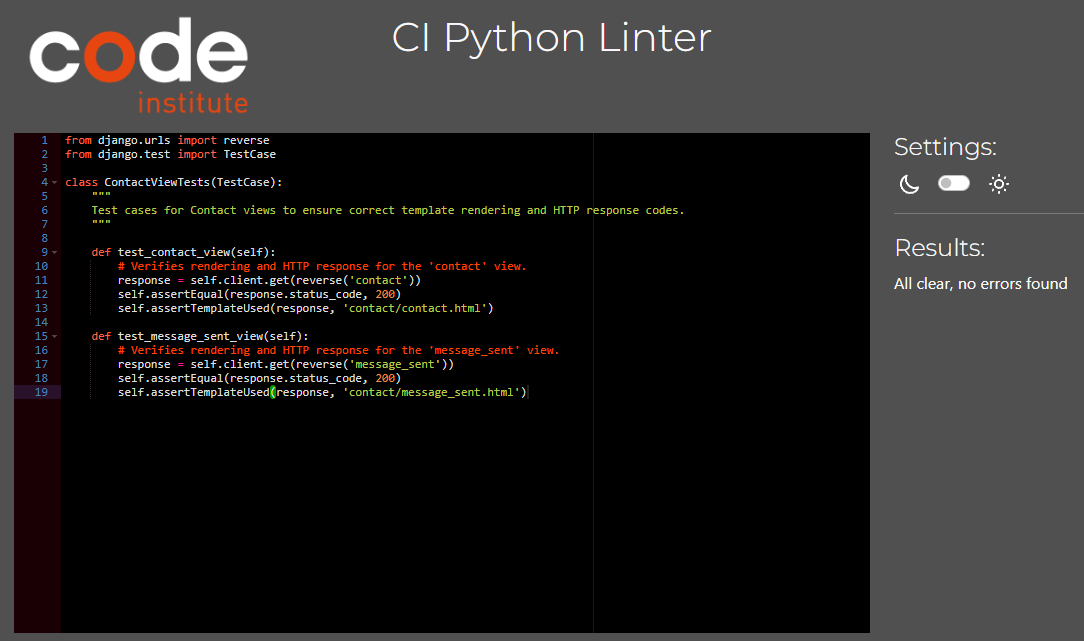 code
institute
CI Python Linter
1 from django.urls import reverse
2 from django.test import TestCase
3
4 class ContactViewTests(TestCase):
5     """
6     Test cases for Contact views to ensure correct template rendering and HTTP response codes.
7     """
8
9     def test_contact_view(self):
10         # Verifies rendering and HTTP response for the 'contact' view.
11         response = self.client.get(reverse('contact'))
12         self.assertEqual(response.status_code, 200)
13         self.assertTemplateUsed(response, 'contact/contact.html')
14
15     def test_message_sent_view(self):
16         # Verifies rendering and HTTP response for the 'message_sent' view.
17         response = self.client.get(reverse('message_sent'))
18         self.assertEqual(response.status_code, 200)
19         self.assertTemplateUsed(response, 'contact/message_sent.html')
Settings:
Results:
All clear, no errors found